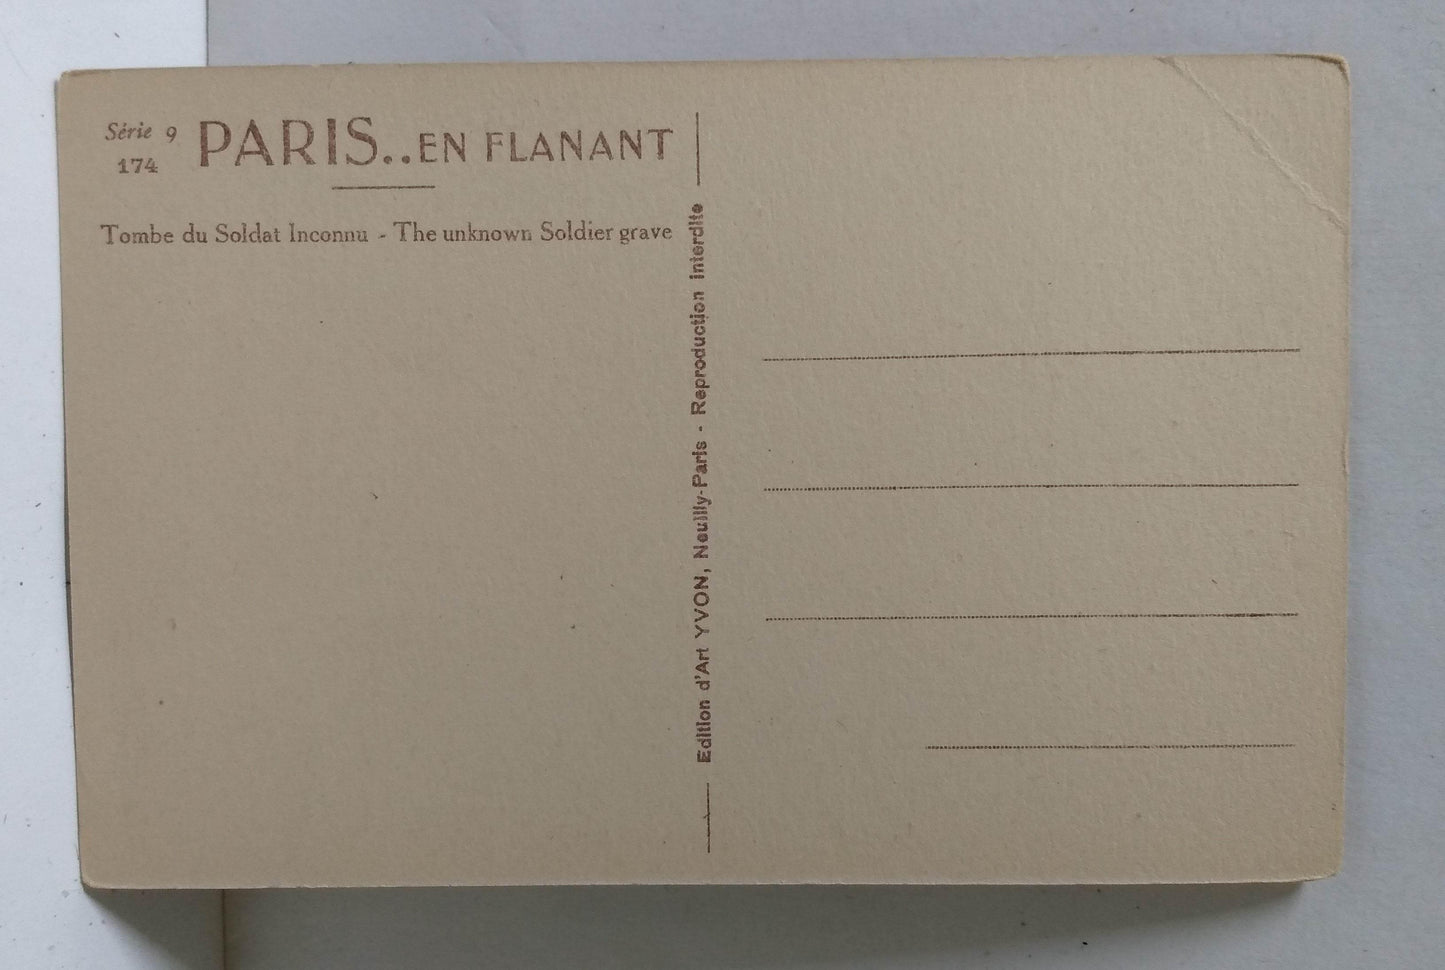 Série 9
174
PARIS..EN FLANANT
Tombe du Soldat Inconnu - The unknown Soldier grave
Edition d'Art YVON, Neuilly-Paris - Reproduction Interdite